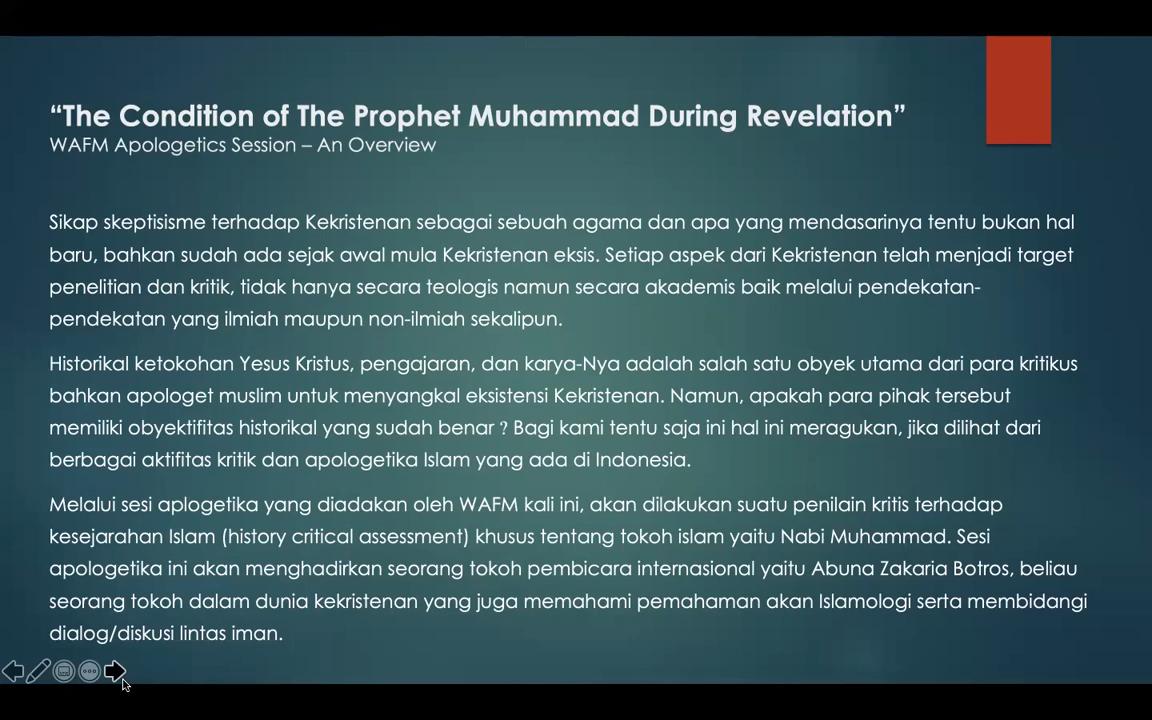 “The Condition of The Prophet Muhammad During Revelation”
WAFM Apologetics Session – An Overview
Sikap skeptisisme terhadap Kekristenan sebagai sebuah agama dan apa yang mendasarinya tentu bukan hal
baru, bahkan sudah ada sejak awal mula Kekristenan eksis. Setiap aspek dari Kekristenan telah menjadi target
penelitian dan kritik, tidak hanya secara teologis namun secara akademis baik melalui pendekatan-
pendekatan yang ilmiah maupun non-ilmiah sekalipun.
Historikal ketokohan Yesus Kristus, pengajaran, dan karya-Nya adalah salah satu obyek utama dari para kritikus
bahkan apologet muslim untuk menyangkal eksistensi Kekristenan. Namun, apakah para pihak tersebut
memiliki obyektifitas historikal yang sudah benar ? Bagi kami tentu saja ini hal ini meragukan, jika dilihat dari
berbagai aktifitas kritik dan apologetika Islam yang ada di Indonesia.
Melalui sesi aplogetika yang diadakan oleh WAFM kali ini, akan dilakukan suatu penilain kritis terhadap
kesejarahan Islam (history critical assessment) khusus tentang tokoh islam yaitu Nabi Muhammad. Sesi
apologetika ini akan menghadirkan seorang tokoh pembicara internasional yaitu Abuna Zakaria Botros, beliau
seorang tokoh dalam dunia kekristenan yang juga memahami pemahaman akan Islamologi serta membidangi
dialog/diskusi lintas iman.